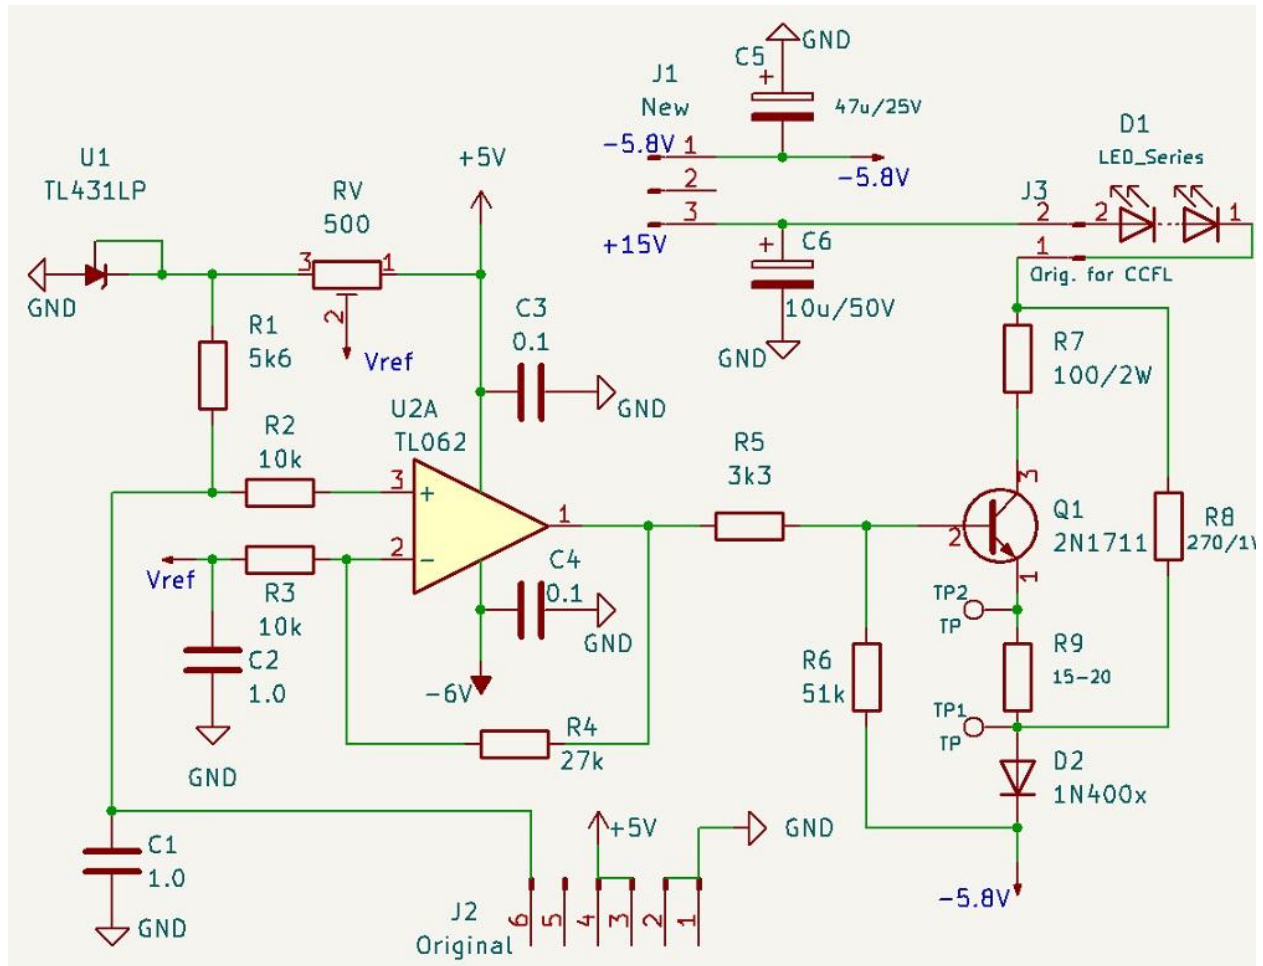 GND
C5
+
47u/25V
J1
New
-5.8V 1
-5.8V
2
3
+15V
D1
LED_Series
J3
2
2
1
1
Orig. for CCFL
+
C6
10u/50V
GND
U1
TL431LP
GND
RV
500
3
1
2
Vref
+5V
R1
5k6
C3
0.1
GND
R2
10k
U2A
TL062
3
+
2
-
1
R5
3k3
R7
100/2W
3
Q1
2N1711
2
1
R8
270/1
Vref
R3
10k
C2
1.0
GND
C4
0.1
GND
-6V
R4
27k
R6
51k
TP2
TP
R9
15-20
TP1
TP
D2
1N400x
-5.8V
C1
1.0
GND
+5V
GND
J2
Original
6
5
4
3
2
1